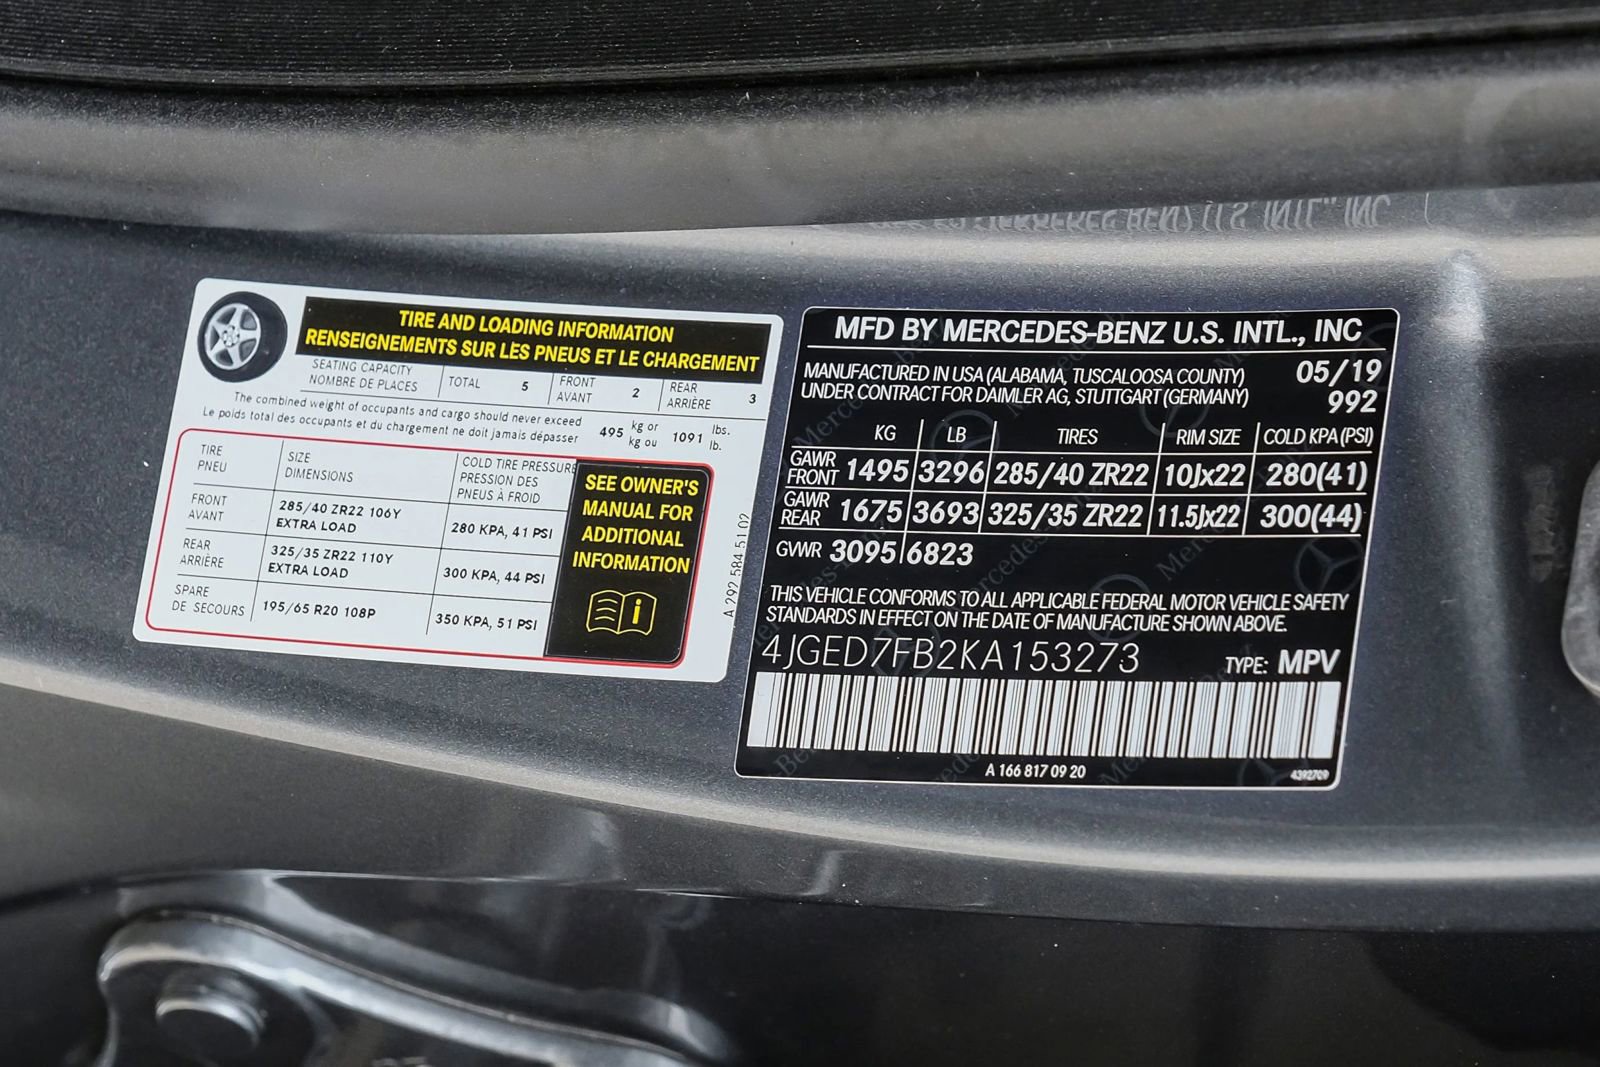 TIRE AND LOADING INFORMATION
RENSEIGNEMENTS SUR LES PNEUS ET LE CHARGEMENT
SEATING CAPACITY
NOMBRE DE PLACES
TOTAL 5
FRONT
AVANT 2
REAR
ARRIÈRE 3
The combined weight of occupants and cargo should never exceed
Le poids total des occupants et du chargement ne doit jamais dépasser
495 kg or
kg ou
1091 lbs.
lb.
TIRE
PNEU
SIZE
DIMENSIONS
COLD TIRE PRESSURE
PRESSION DES
PNEUS À FROID
FRONT
AVANT
285/40 ZR22 106Y
EXTRA LOAD
280 KPA, 41 PSI
REAR
ARRIÈRE
325/35 ZR22 110Y
EXTRA LOAD
300 KPA, 44 PSI
SPARE
DE SECOURS
195/65 R20 108P
350 KPA, 51 PSI
SEE OWNER'S
MANUAL FOR
ADDITIONAL
INFORMATION
A 292 584 51 02
MFD BY MERCEDES-BENZ U.S. INTL., INC
MANUFACTURED IN USA (ALABAMA, TUSCALOOSA COUNTY)
UNDER CONTRACT FOR DAIMLER AG, STUTTGART (GERMANY)
05/19
992
KG LB TIRES RIM SIZE COLD KPA (PSI)
GAWR
FRONT 1495 3296 285/40 ZR22 10Jx22 280(41)
GAWR
REAR 1675 3693 325/35 ZR22 11.5Jx22 300(44)
GVWR 3095 6823
THIS VEHICLE CONFORMS TO ALL APPLICABLE FEDERAL MOTOR VEHICLE SAFETY
STANDARDS IN EFFECT ON THE DATE OF MANUFACTURE SHOWN ABOVE.
4JGED7FB2KA153273 TYPE: MPV
A 166 817 09 20
4392709